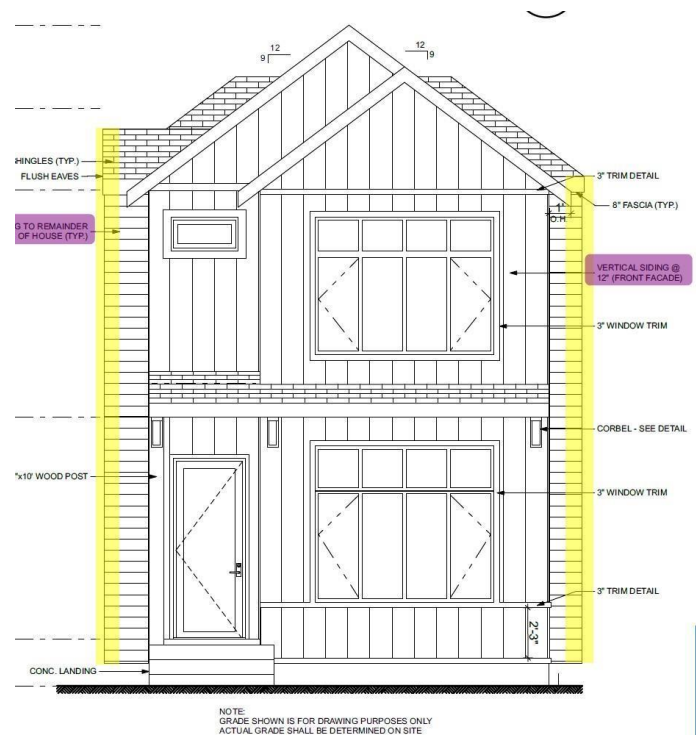 12
9
12
9
HINGLES (TYP.)
FLUSH EAVES
3" TRIM DETAIL
8" FASCIA (TYP.)
1'
O.H.
G TO REMAINDER
OF HOUSE (TYP.)
VERTICAL SIDING @
12" (FRONT FACADE)
3" WINDOW TRIM
CORBEL - SEE DETAIL
"x10' WOOD POST
3" WINDOW TRIM
3" TRIM DETAIL
2'-3"
CONC. LANDING
NOTE:
GRADE SHOWN IS FOR DRAWING PURPOSES ONLY
ACTUAL GRADE SHALL BE DETERMINED ON SITE